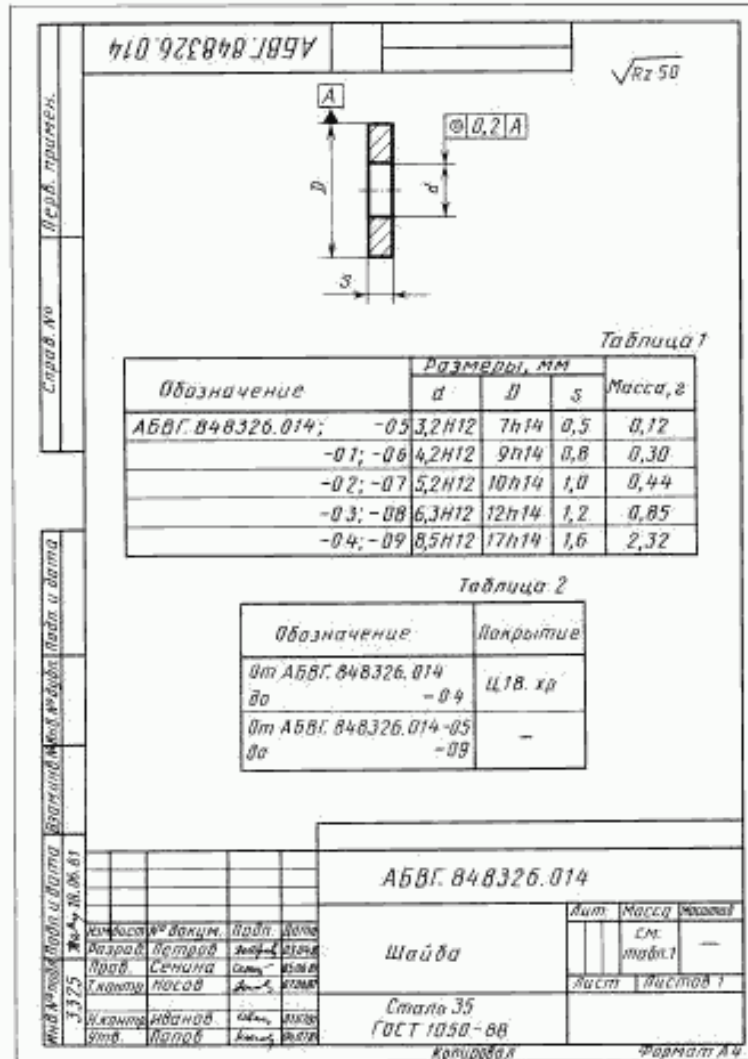 АБВГ.848326.014
√Rz 50
Перв. примен.
Справ. №
A
◎ 0,2 A
D
d
s
Таблица 1
Обозначение Размеры, мм Масса, г
d D s
АБВГ. 848326.014; -05 3,2H12 7h14 0,5 0,12
-01; -06 4,2H12 9h14 0,8 0,30
-02; -07 5,2H12 10h14 1,0 0,44
-03; -08 6,3H12 12h14 1,2 0,85
-04; -09 8,5H12 17h14 1,6 2,32
Таблица 2
Обозначение Покрытие
От АБВГ. 848326.014
до -04 Ц.18. хр
От АБВГ. 848326.014-05
до -09 —
Подп. и дата
Инв. № дубл.
Взам. инв. №
Подп. и дата
18.06.81
Инв. № подл.
3325
АБВГ. 848326.014
Лит. Масса Масштаб
Изм Лист № докум. Подп. Дата
Разраб. Петров
Пров. Сенина
Т.контр. Носов
Н.контр. Иванов
Утв. Попов
Шайба
см. табл.1 —
Лист Листов 1
Сталь 35
ГОСТ 1050-88
Копировал Формат А4